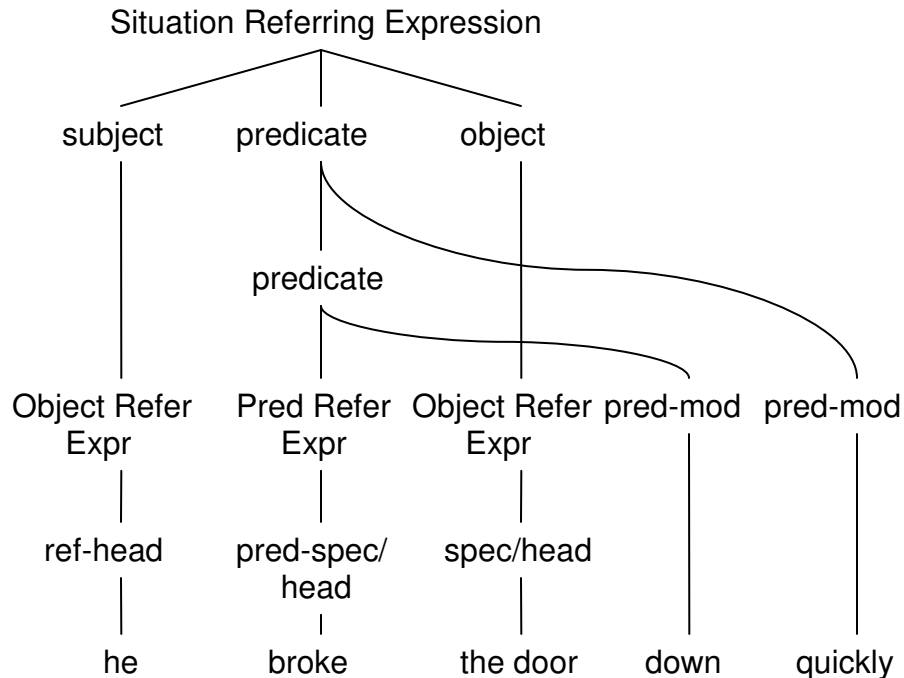 Situation Referring Expression
subject predicate object
predicate
Object Refer Pred Refer Object Refer pred-mod pred-mod
Expr Expr Expr
ref-head pred-spec/ spec/head
head
he broke the door down quickly